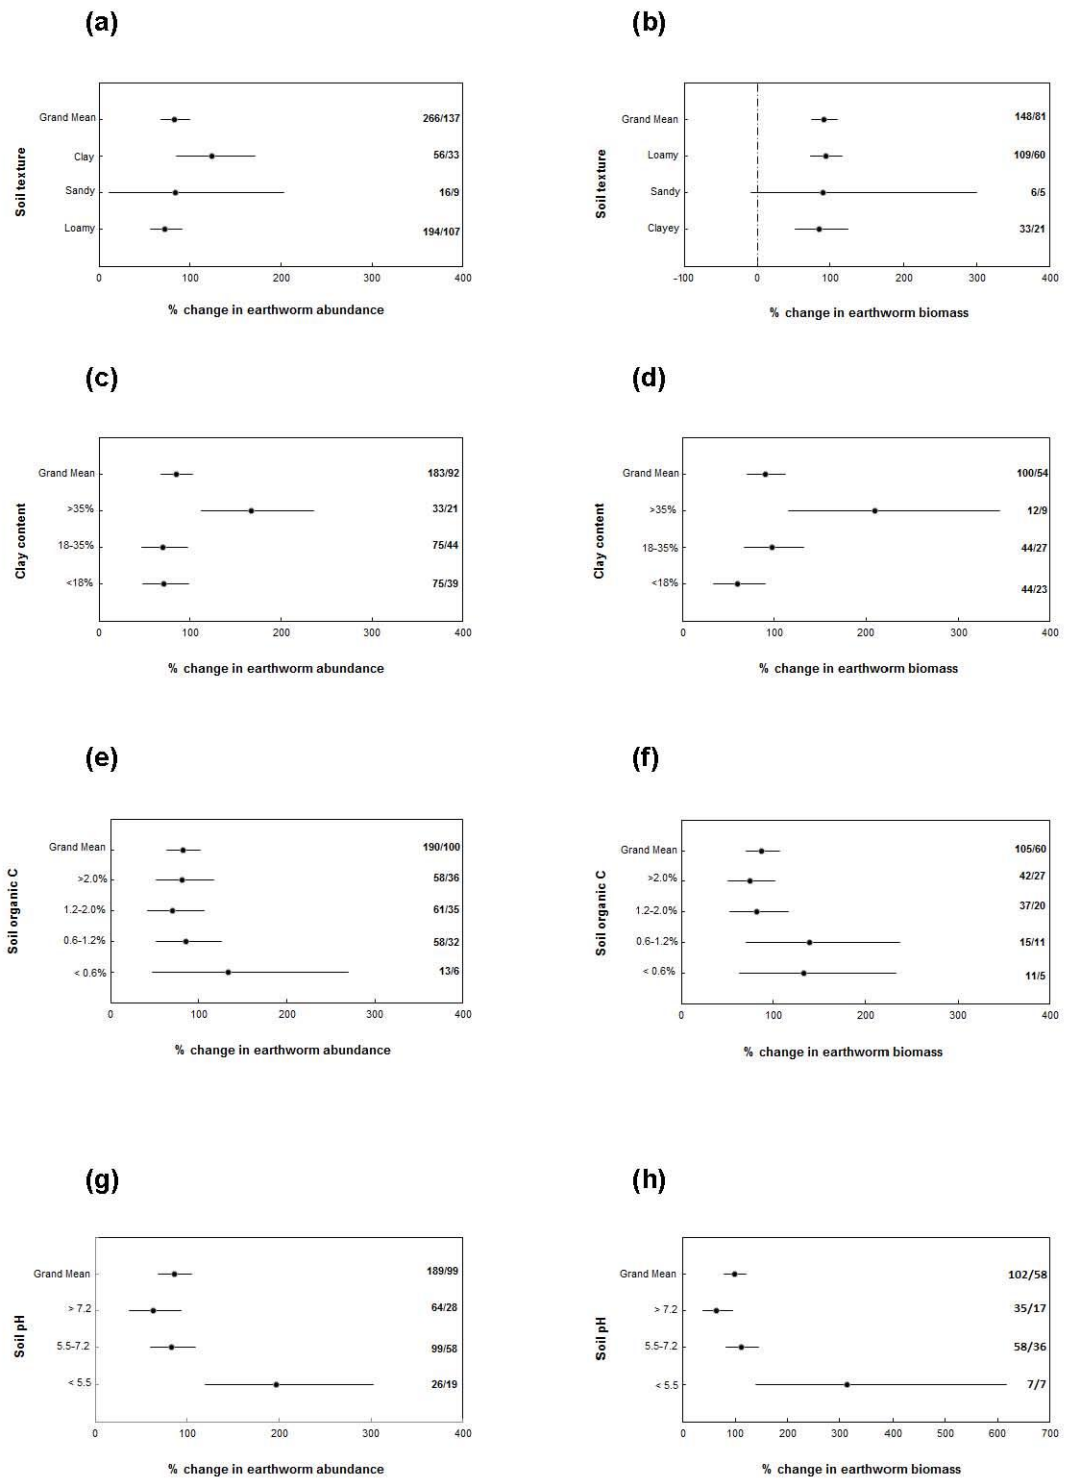 (a)
(b)
Soil texture
Grand Mean 266/137
Clay 56/33
Sandy 16/9
Loamy 194/107
0 100 200 300 400
% change in earthworm abundance
Soil texture
Grand Mean 148/81
Loamy 109/60
Sandy 6/5
Clayey 33/21
-100 0 100 200 300 400
% change in earthworm biomass
(c)
(d)
Clay content
Grand Mean 183/92
>35% 33/21
18-35% 75/44
<18% 75/39
0 100 200 300 400
% change in earthworm abundance
Clay content
Grand Mean 100/54
>35% 12/9
18-35% 44/27
<18% 44/23
0 100 200 300 400
% change in earthworm biomass
(e)
(f)
Soil organic C
Grand Mean 190/100
>2.0% 58/36
1.2-2.0% 61/35
0.6-1.2% 58/32
< 0.6% 13/6
0 100 200 300 400
% change in earthworm abundance
Soil organic C
Grand Mean 105/60
>2.0% 42/27
1.2-2.0% 37/20
0.6-1.2% 15/11
< 0.6% 11/5
0 100 200 300 400
% change in earthworm biomass
(g)
(h)
Soil pH
Grand Mean 189/99
> 7.2 64/28
5.5-7.2 99/58
< 5.5 26/19
0 100 200 300 400
% change in earthworm abundance
Soil pH
Grand Mean 102/58
> 7.2 35/17
5.5-7.2 58/36
< 5.5 7/7
0 100 200 300 400 500 600 700
% change in earthworm biomass